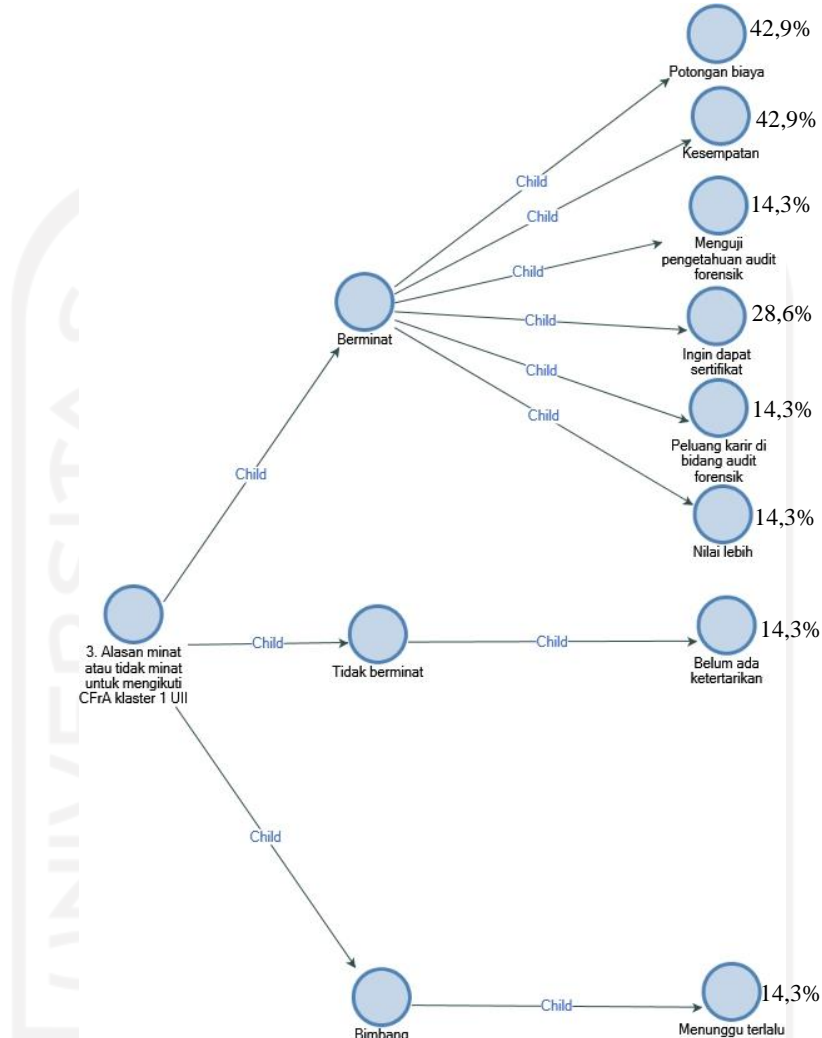 42,9%
Potongan biaya
42,9%
Kesempatan
Child
Child
14,3%
Menguji
pengetahuan audit
forensik
Child
Berminat
Child
28,6%
Ingin dapat
sertifikat
Child
14,3%
Peluang karir di
bidang audit
forensik
Child
14,3%
Nilai lebih
Child
3. Alasan minat
atau tidak minat
untuk mengikuti
CFrA klaster 1 UII
Child
Tidak berminat
Child
14,3%
Belum ada
ketertarikan
Child
Bimbang
Child
14,3%
Menunggu terlalu